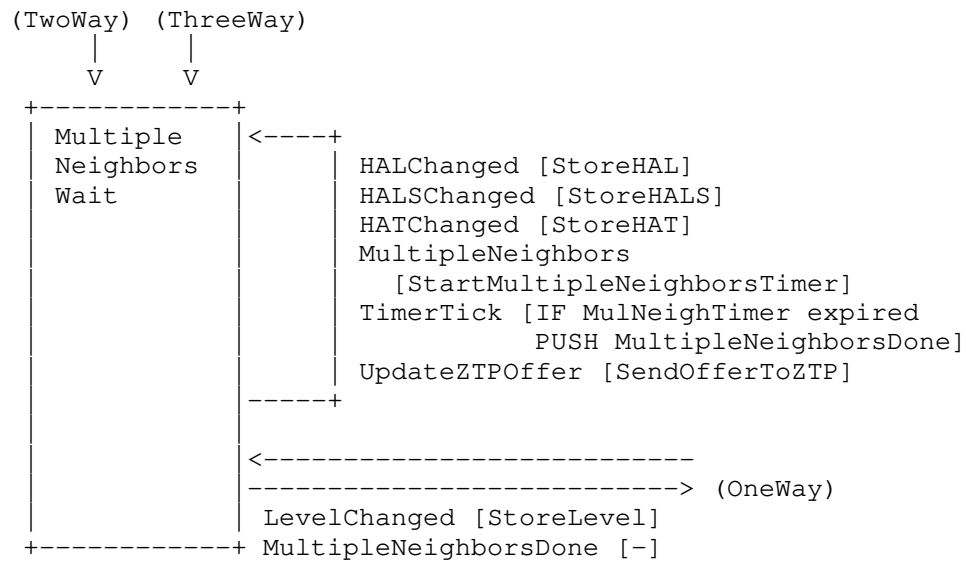 (TwoWay) (ThreeWay)
Multiple
Neighbors HALChanged [StoreHAL]
Wait HALSChanged [StoreHALS]
HATChanged [StoreHAT]
MultipleNeighbors
[StartMultipleNeighborsTimer]
TimerTick [IF MulNeighTimer expired
PUSH MultipleNeighborsDone]
UpdateZTPOffer [SendOfferToZTP]
(OneWay)
LevelChanged [StoreLevel]
MultipleNeighborsDone [-]